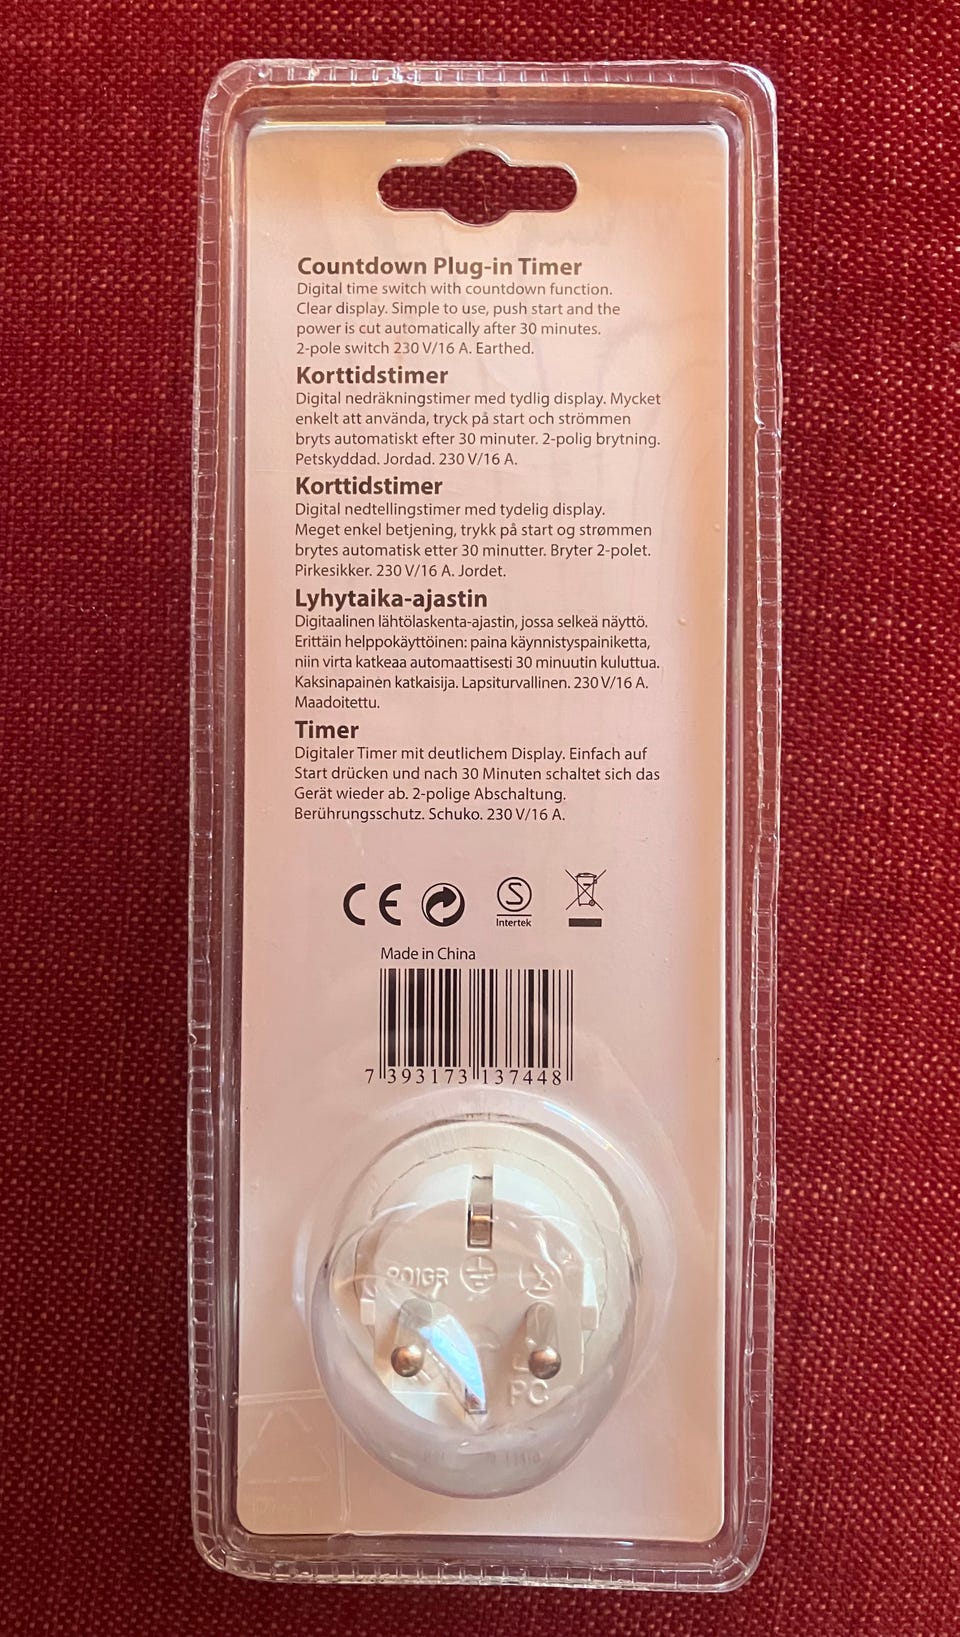 Countdown Plug-in Timer
Digital time switch with countdown function.
Clear display. Simple to use, push start and the
power is cut automatically after 30 minutes.
2-pole switch 230 V/16 A. Earthed.
Korttidstimer
Digital nedräkningstimer med tydlig display. Mycket
enkelt att använda, tryck på start och strömmen
bryts automatiskt efter 30 minuter. 2-polig brytning.
Petskyddad. Jordad. 230 V/16 A.
Korttidstimer
Digital nedtellingstimer med tydelig display.
Meget enkel betjening, trykk på start og strømmen
brytes automatisk etter 30 minutter. Bryter 2-polet.
Pirkesikker. 230 V/16 A. Jordet.
Lyhytaika-ajastin
Digitaalinen lähtölaskenta-ajastin, jossa selkeä näyttö.
Erittäin helppokäyttöinen: paina käynnistyspainiketta,
niin virta katkeaa automaattisesti 30 minuutin kuluttua.
Kaksinapainen katkaisija. Lapsiturvallinen. 230 V/16 A.
Maadoitettu.
Timer
Digitaler Timer mit deutlichem Display. Einfach auf
Start drücken und nach 30 Minuten schaltet sich das
Gerät wieder ab. 2-polige Abschaltung.
Berührungsschutz. Schuko. 230 V/16 A.
CE
S
Intertek
Made in China
7 393173 137448
PC